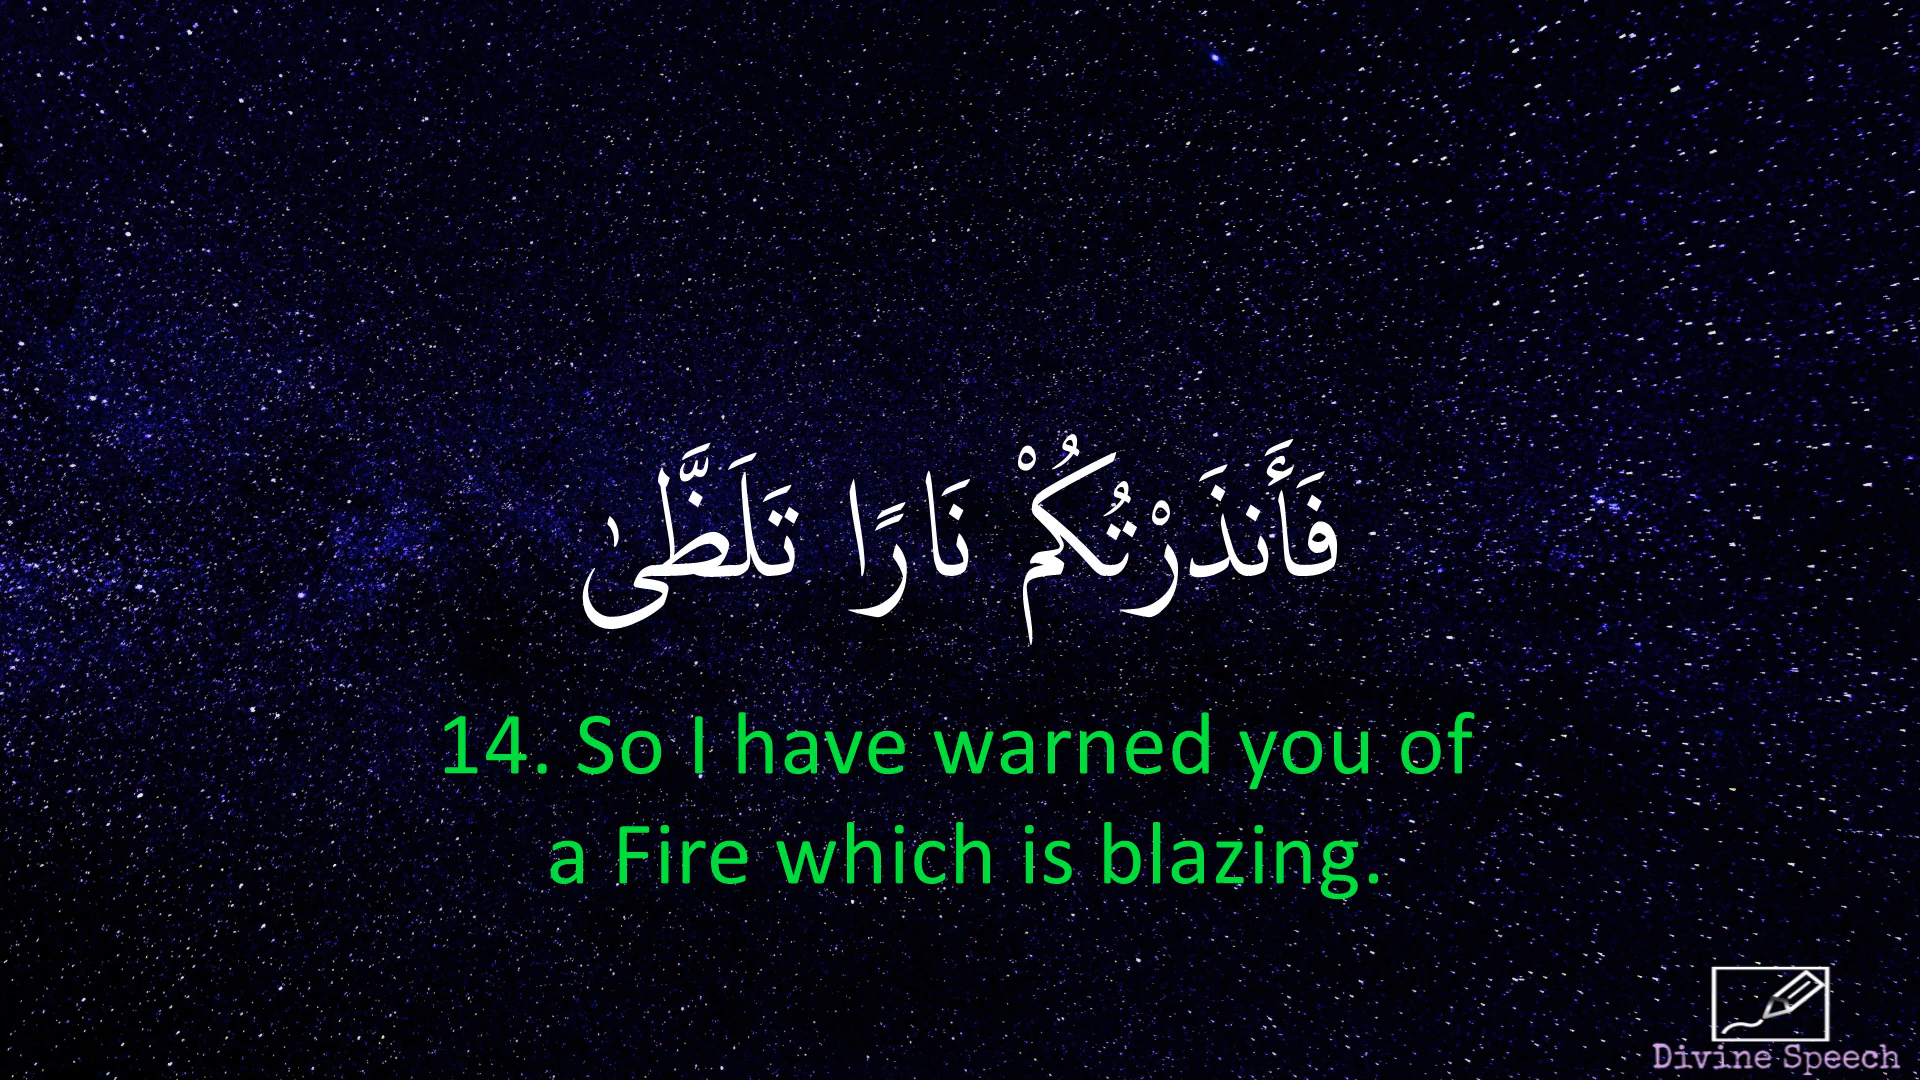 فَأَنذَرْتُكُمْ نَارًا تَلَظَّىٰ
14. So I have warned you of
a Fire which is blazing.
Divine Speech